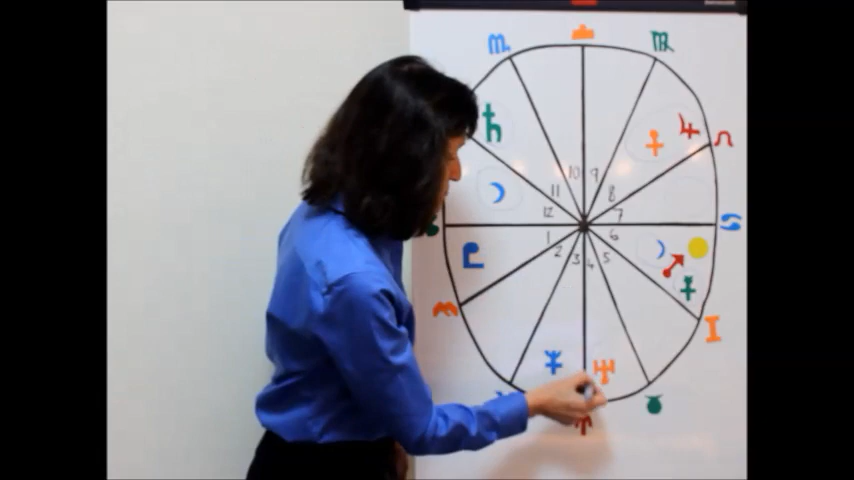 ♏ ♎ ♍
♄ ♀ ♃ ♌
10 9
11 8
☽ 12 7
♋
1 6
2 3 4 5
☽ ♂ ☿
♊
♅
♉
♈